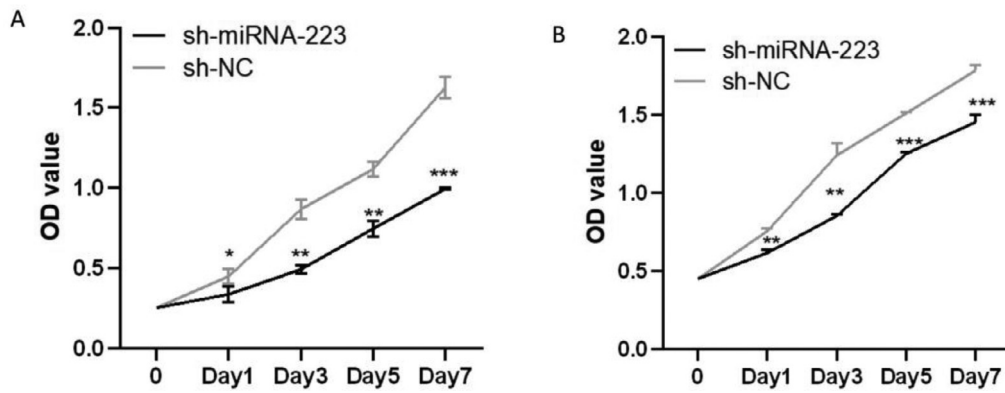 A
sh-miRNA-223
sh-NC
OD value
2.0
1.5
1.0
0.5
0.0
*
**
**
***
0 Day1 Day3 Day5 Day7
B
sh-miRNA-223
sh-NC
OD value
2.0
1.5
1.0
0.5
0.0
**
**
***
***
0 Day1 Day3 Day5 Day7